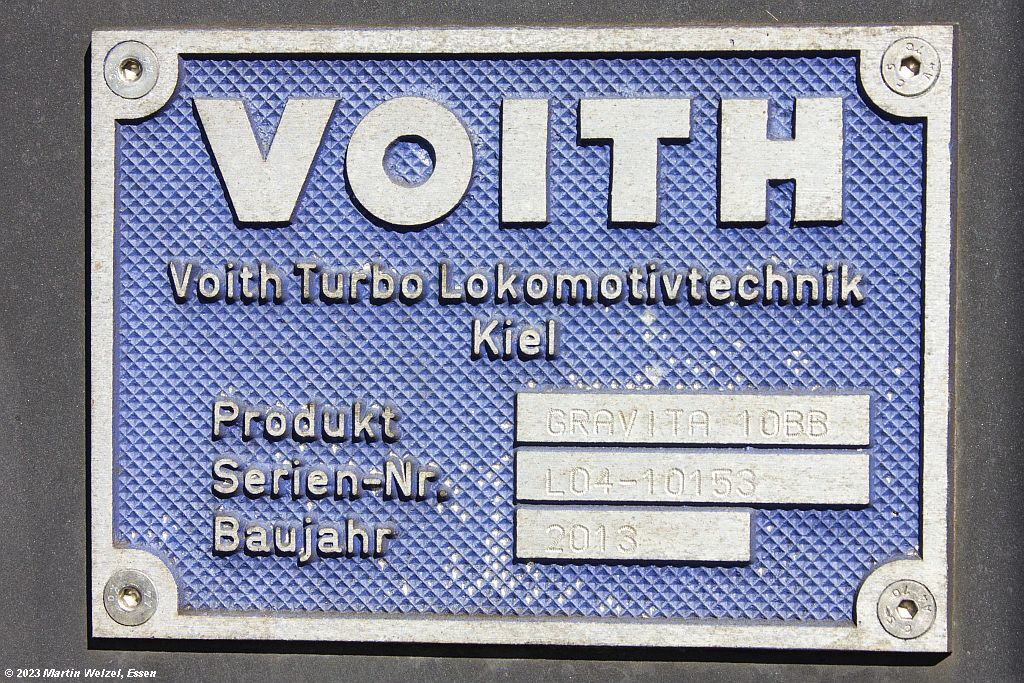 VOITH
Voith Turbo Lokomotivtechnik
Kiel
Produkt GRAVITA 10BB
Serien-Nr. L04-10153
Baujahr 2013
© 2023 Martin Welzel, Essen